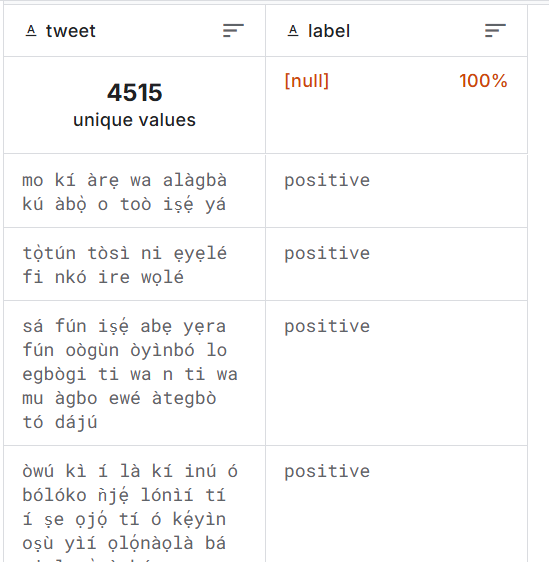 tweet
label
4515
unique values
[null] 100%
mo kí àrẹ wa alàgbà
kú àbọ̀ o toò iṣẹ́ yá
positive
tọ̀tún tòsì ni ẹyẹlé
fi nkó ire wọlé
positive
sá fún iṣẹ́ abẹ yẹra
fún oògùn òyìnbó lo
egbògi ti wa n ti wa
mu àgbo ewé àtegbò
tó dájú
positive
òwú kì í là kí inú ó
bólóko ǹjẹ́ lónìí tí
í ṣe ọjọ́ tí ó kẹ́yìn
oṣù yìí ọlọ́nàọlà bá
positive